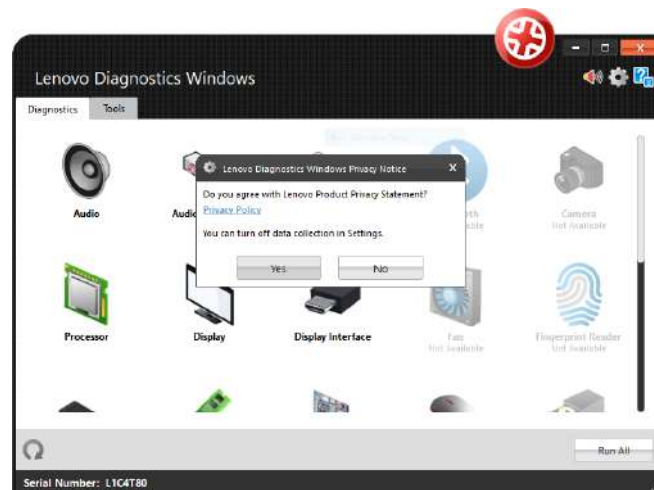 Lenovo Diagnostics Windows
Diagnostics
Tools
Lenovo Diagnostics Windows Privacy Notice
X
Do you agree with Lenovo Product Privacy Statement?
Privacy Policy
You can turn off data collection in Settings.
Yes
No
Audio
Audio
Camera
Not Available
Processor
Display
Display Interface
Fan
Not Available
Fingerprint Reader
Not Available
Run All
Serial Number: L1C4T80